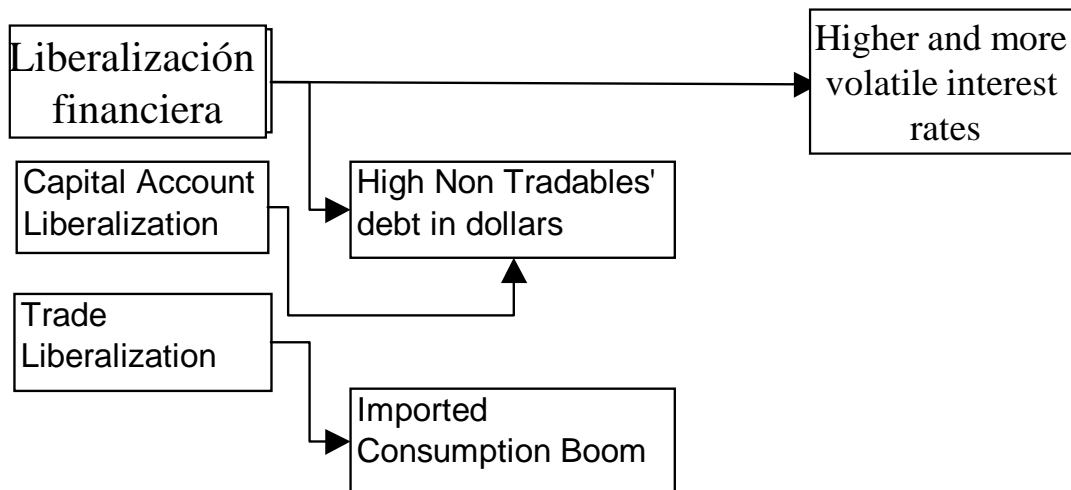 Liberalización
financiera
Higher and more
volatile interest
rates
Capital Account
Liberalization
High Non Tradables'
debt in dollars
Trade
Liberalization
Imported
Consumption Boom